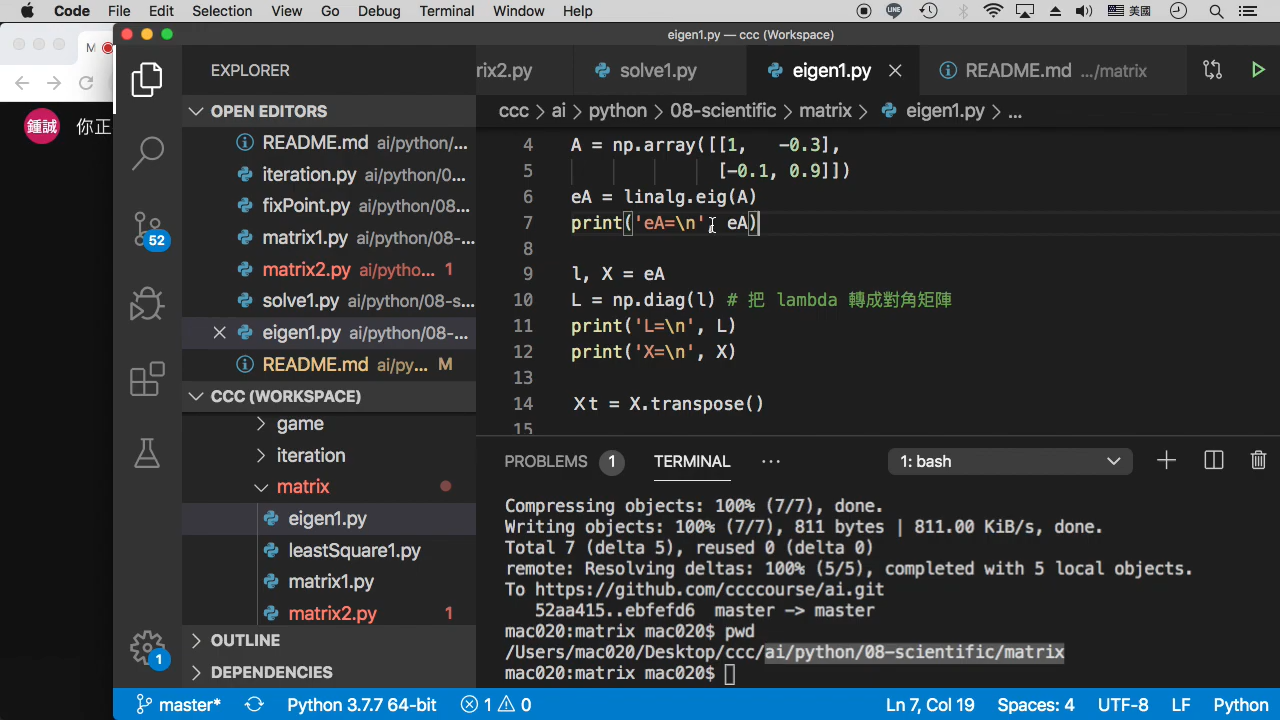 Code File Edit Selection View Go Debug Terminal Window Help
美國
eigen1.py — ccc (Workspace)
M
EXPLORER
rix2.py solve1.py eigen1.py README.md .../matrix
OPEN EDITORS
ccc > ai > python > 08-scientific > matrix > eigen1.py > ...
鍾誠 你正
README.md ai/python/...
iteration.py ai/python/0...
fixPoint.py ai/python/0...
matrix1.py ai/python/0...
matrix2.py ai/pytho... 1
solve1.py ai/python/08-s...
eigen1.py ai/python/08-...
README.md ai/py... M
52
CCC (WORKSPACE)
game
iteration
matrix
eigen1.py
leastSquare1.py
matrix1.py
matrix2.py 1
OUTLINE
DEPENDENCIES
1
4 A = np.array([[1, -0.3],
5 [-0.1, 0.9]])
6 eA = linalg.eig(A)
7 print('eA=\n', eA)
8
9 l, X = eA
10 L = np.diag(l) # 把 lambda 轉成對角矩陣
11 print('L=\n', L)
12 print('X=\n', X)
13
14 Xt = X.transpose()
15
PROBLEMS 1 TERMINAL ... 1: bash
Compressing objects: 100% (7/7), done.
Writing objects: 100% (7/7), 811 bytes | 811.00 KiB/s, done.
Total 7 (delta 5), reused 0 (delta 0)
remote: Resolving deltas: 100% (5/5), completed with 5 local objects.
To https://github.com/ccccourse/ai.git
52aa415..ebfefd6 master -> master
mac020:matrix mac020$ pwd
/Users/mac020/Desktop/ccc/ai/python/08-scientific/matrix
mac020:matrix mac020$
master* Python 3.7.7 64-bit 1 0 Ln 7, Col 19 Spaces: 4 UTF-8 LF Python